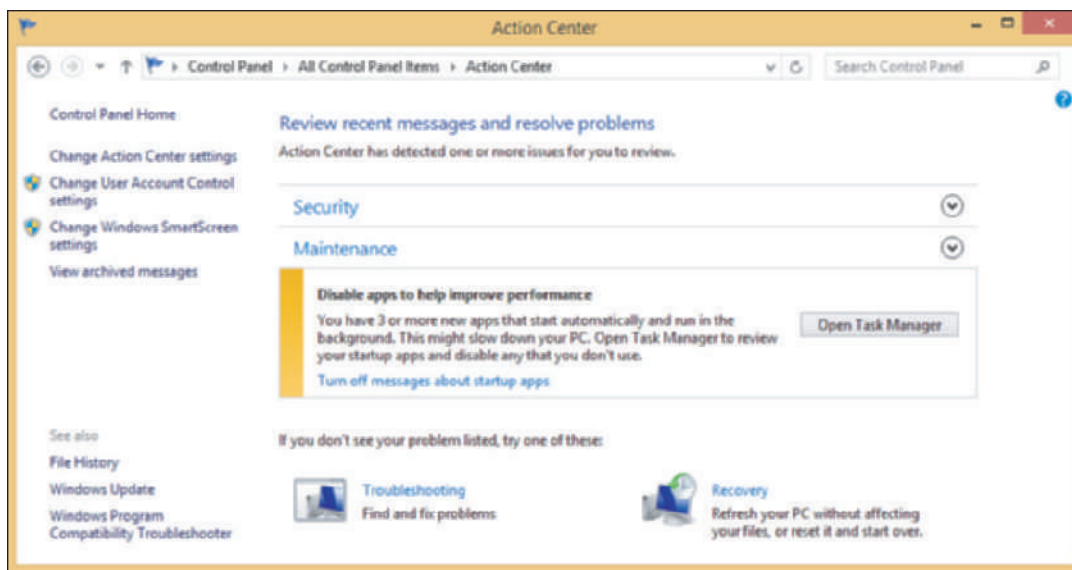 Action Center
Control Panel › All Control Panel Items › Action Center
Search Control Panel
Control Panel Home
Change Action Center settings
Change User Account Control
settings
Change Windows SmartScreen
settings
View archived messages
Review recent messages and resolve problems
Action Center has detected one or more issues for you to review.
Security
Maintenance
Disable apps to help improve performance
You have 3 or more new apps that start automatically and run in the
background. This might slow down your PC. Open Task Manager to review
your startup apps and disable any that you don't use.
Turn off messages about startup apps
Open Task Manager
See also
File History
Windows Update
Windows Program
Compatibility Troubleshooter
If you don't see your problem listed, try one of these:
Troubleshooting
Find and fix problems
Recovery
Refresh your PC without affecting
your files, or reset it and start over.